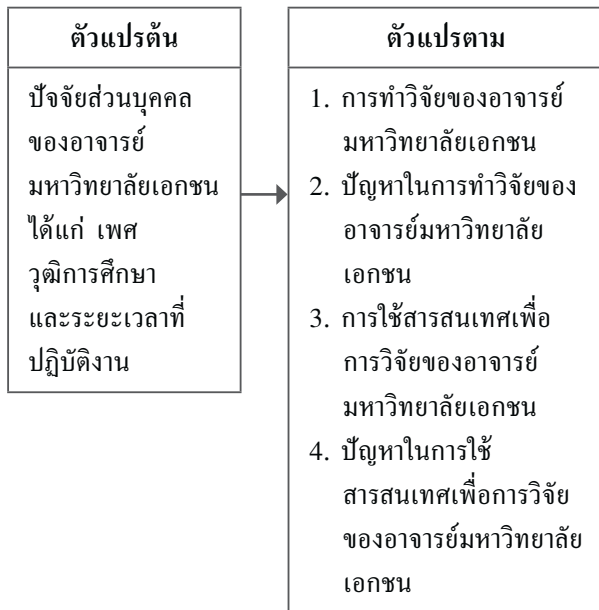 ตัวแปรต้น
ปัจจัยส่วนบุคคล
ของอาจารย์
มหาวิทยาลัยเอกชน
ได้แก่ เพศ
วุฒิการศึกษา
และระยะเวลาที่
ปฏิบัติงาน
ตัวแปรตาม
1. การทำวิจัยของอาจารย์
มหาวิทยาลัยเอกชน
2. ปัญหาในการทำวิจัยของ
อาจารย์มหาวิทยาลัย
เอกชน
3. การใช้สารสนเทศเพื่อ
การวิจัยของอาจารย์
มหาวิทยาลัยเอกชน
4. ปัญหาในการใช้
สารสนเทศเพื่อการวิจัย
ของอาจารย์มหาวิทยาลัย
เอกชน